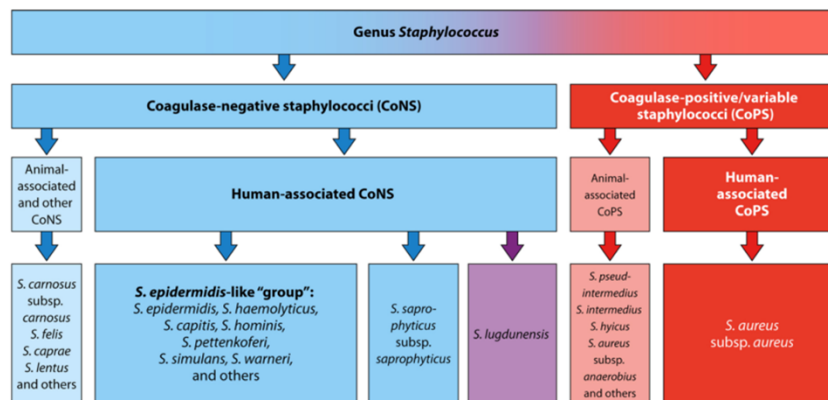 Genus Staphylococcus
Coagulase-negative staphylococci (CoNS)
Coagulase-positive/variable
staphylococci (CoPS)
Animal-
associated
and other
CoNS
Human-associated CoNS
Animal-
associated
CoPS
Human-
associated
CoPS
S. carnosus
subsp.
carnosus
S. felis
S. caprae
S. lentus
and others
S. epidermidis-like “group”:
S. epidermidis, S. haemolyticus,
S. capitis, S. hominis,
S. pettenkoferi,
S. simulans, S. warneri,
and others
S. sapro-
phyticus
subsp.
saprophyticus
S. lugdunensis
S. pseud-
intermedius
S. intermedius
S. hyicus
S. aureus
subsp.
anaerobius
and others
S. aureus
subsp. aureus